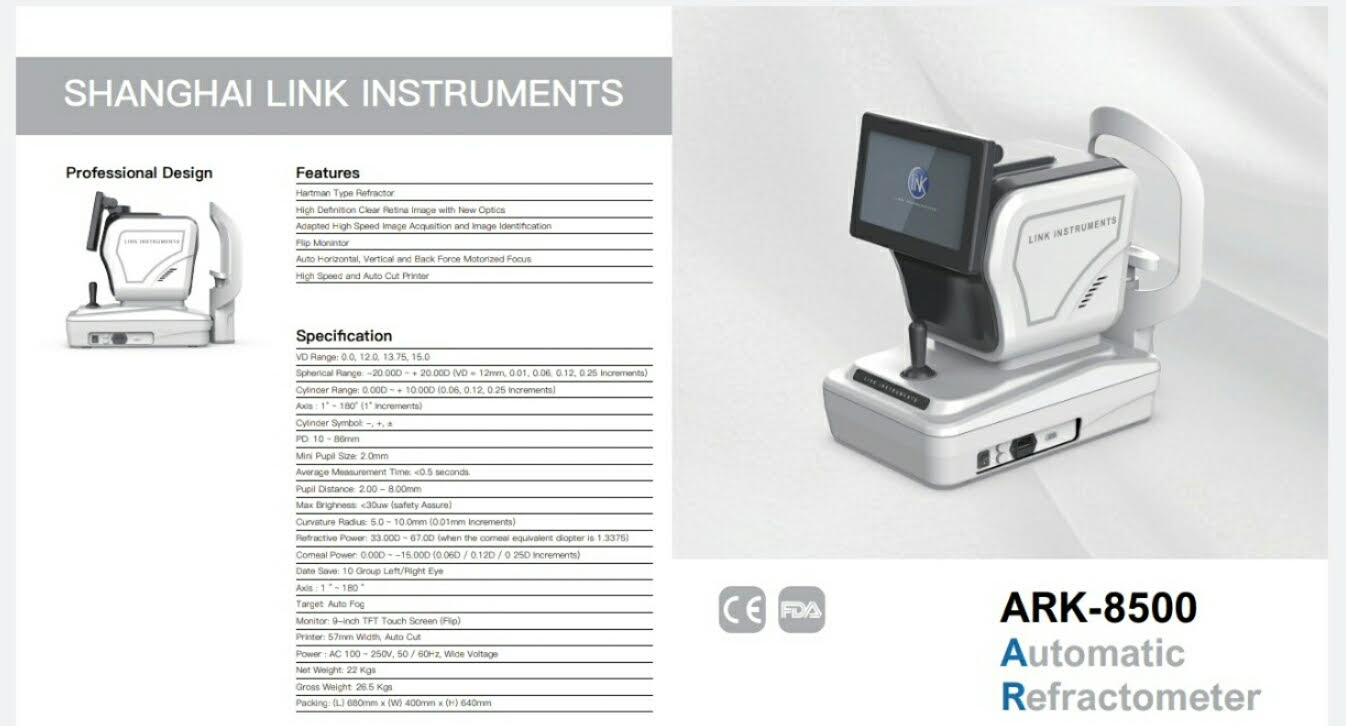 SHANGHAI LINK INSTRUMENTS
Professional Design
LINK INSTRUMENTS
Features
Hartman Type Refractor
High Definition Clear Retina Image with New Optics
Adapted High Speed Image Acqusition and Image Identification
Flip Monintor
Auto Horizontal, Vertical and Back Force Motorized Focus
High Speed and Auto Cut Printer
Specification
VD Range: 0.0, 12.0, 13.75, 15.0
Spherical Range: -20.00D ~ + 20.00D (VD = 12mm, 0.01, 0.06, 0.12, 0.25 Increments)
Cylinder Range: 0.00D ~ + 10.00D (0.06, 0.12, 0.25 Increments)
Axis : 1° ~ 180° (1° Increments)
Cylinder Symbol: -, +, ±
PD: 10 ~ 86mm
Mini Pupil Size: 2.0mm
Average Measurement Time: <0.5 seconds.
Pupil Distance: 2.00 ~ 8.00mm
Max Brighness: <30uw (safety Assure)
Curvature Radius: 5.0 ~ 10.0mm (0.01mm Increments)
Refractive Power: 33.00D ~ 67.0D (when the corneal equivalent diopter is 1.3375)
Corneal Power: 0.00D ~ -15.00D (0.06D / 0.12D / 0 25D Increments)
Date Save: 10 Group Left/Right Eye
Axis : 1 ° ~ 180 °
Target: Auto Fog
Monitor: 9-inch TFT Touch Screen (Flip)
Printer: 57mm Width, Auto Cut
Power : AC 100 ~ 250V, 50 / 60Hz, Wide Voltage
Net Weight: 22 Kgs
Gross Weight: 26.5 Kgs
Packing: (L) 680mm x (W) 400mm x (H) 640mm
LINK
LINK INSTRUMENTS
LINK INSTRUMENTS
LINK INSTRUMENTS
CE FDA
ARK-8500
Automatic
Refractometer